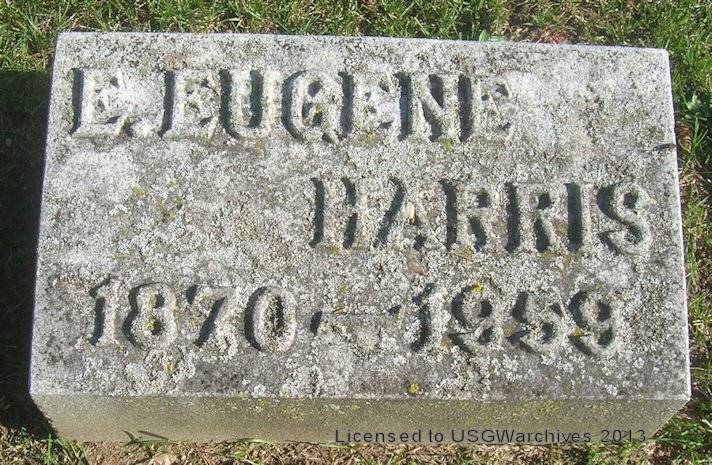 E. EUGENE
HARRIS
1870 – 1959
Licensed to USGWarchives 2013